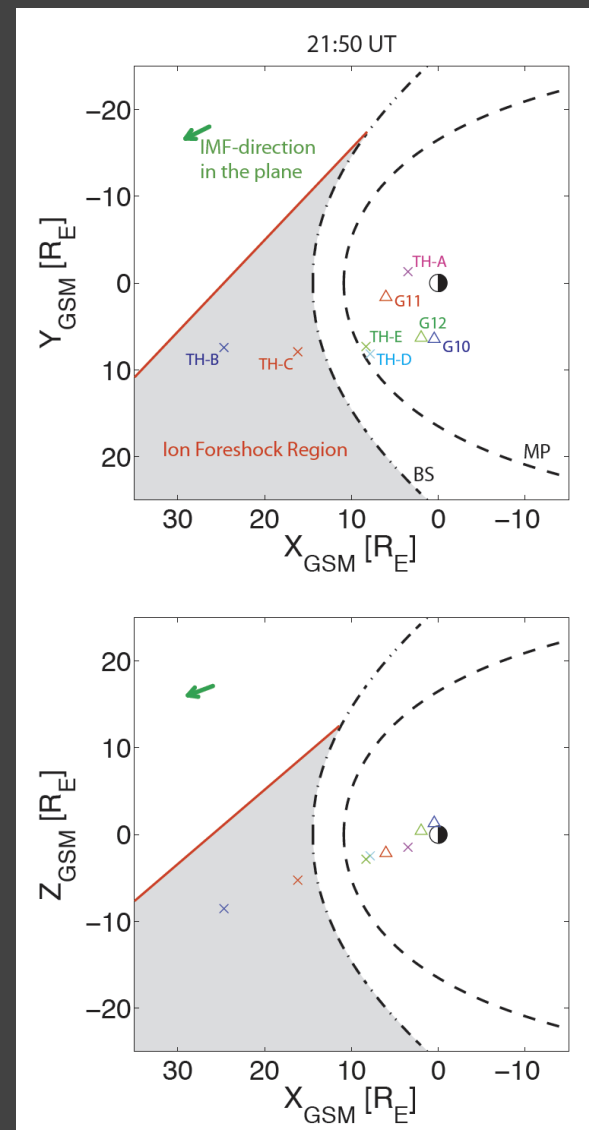 21:50 UT
Y_GSM [R_E]
−20
−10
0
10
20
IMF-direction
in the plane
TH-A
G11
G12
G10
TH-E
TH-D
TH-B
TH-C
Ion Foreshock Region
BS
MP
30
20
10
0
−10
X_GSM [R_E]
Z_GSM [R_E]
20
10
0
−10
−20
30
20
10
0
−10
X_GSM [R_E]